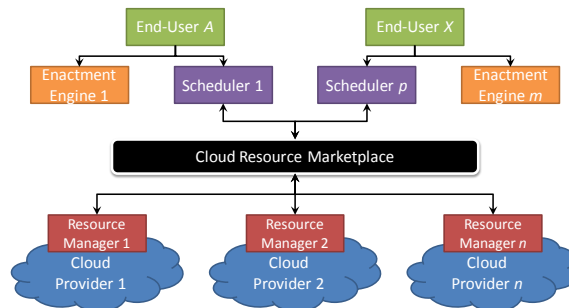 End-User A
End-User X
Enactment
Engine 1
Scheduler 1
Scheduler p
Enactment
Engine m
Cloud Resource Marketplace
Resource
Manager 1
Resource
Manager 2
Resource
Manager n
Cloud
Provider 1
Cloud
Provider 2
Cloud
Provider n